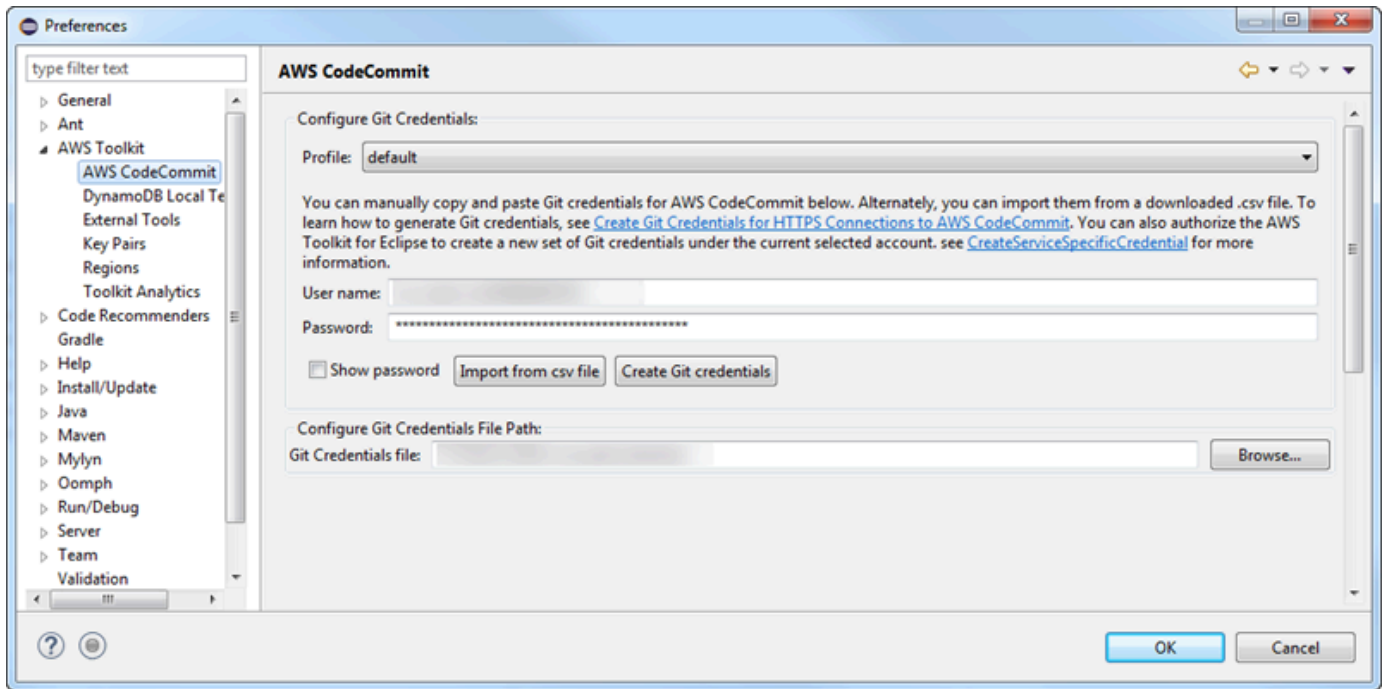 Preferences
type filter text
General
Ant
AWS Toolkit
AWS CodeCommit
DynamoDB Local Te
External Tools
Key Pairs
Regions
Toolkit Analytics
Code Recommenders
Gradle
Help
Install/Update
Java
Maven
Mylyn
Oomph
Run/Debug
Server
Team
Validation
AWS CodeCommit
Configure Git Credentials:
Profile: default
You can manually copy and paste Git credentials for AWS CodeCommit below. Alternately, you can import them from a downloaded .csv file. To
learn how to generate Git credentials, see Create Git Credentials for HTTPS Connections to AWS CodeCommit. You can also authorize the AWS
Toolkit for Eclipse to create a new set of Git credentials under the current selected account. see CreateServiceSpecificCredential for more
information.
User name:
Password: ********************************************
Show password Import from csv file Create Git credentials
Configure Git Credentials File Path:
Git Credentials file: Browse...
OK Cancel